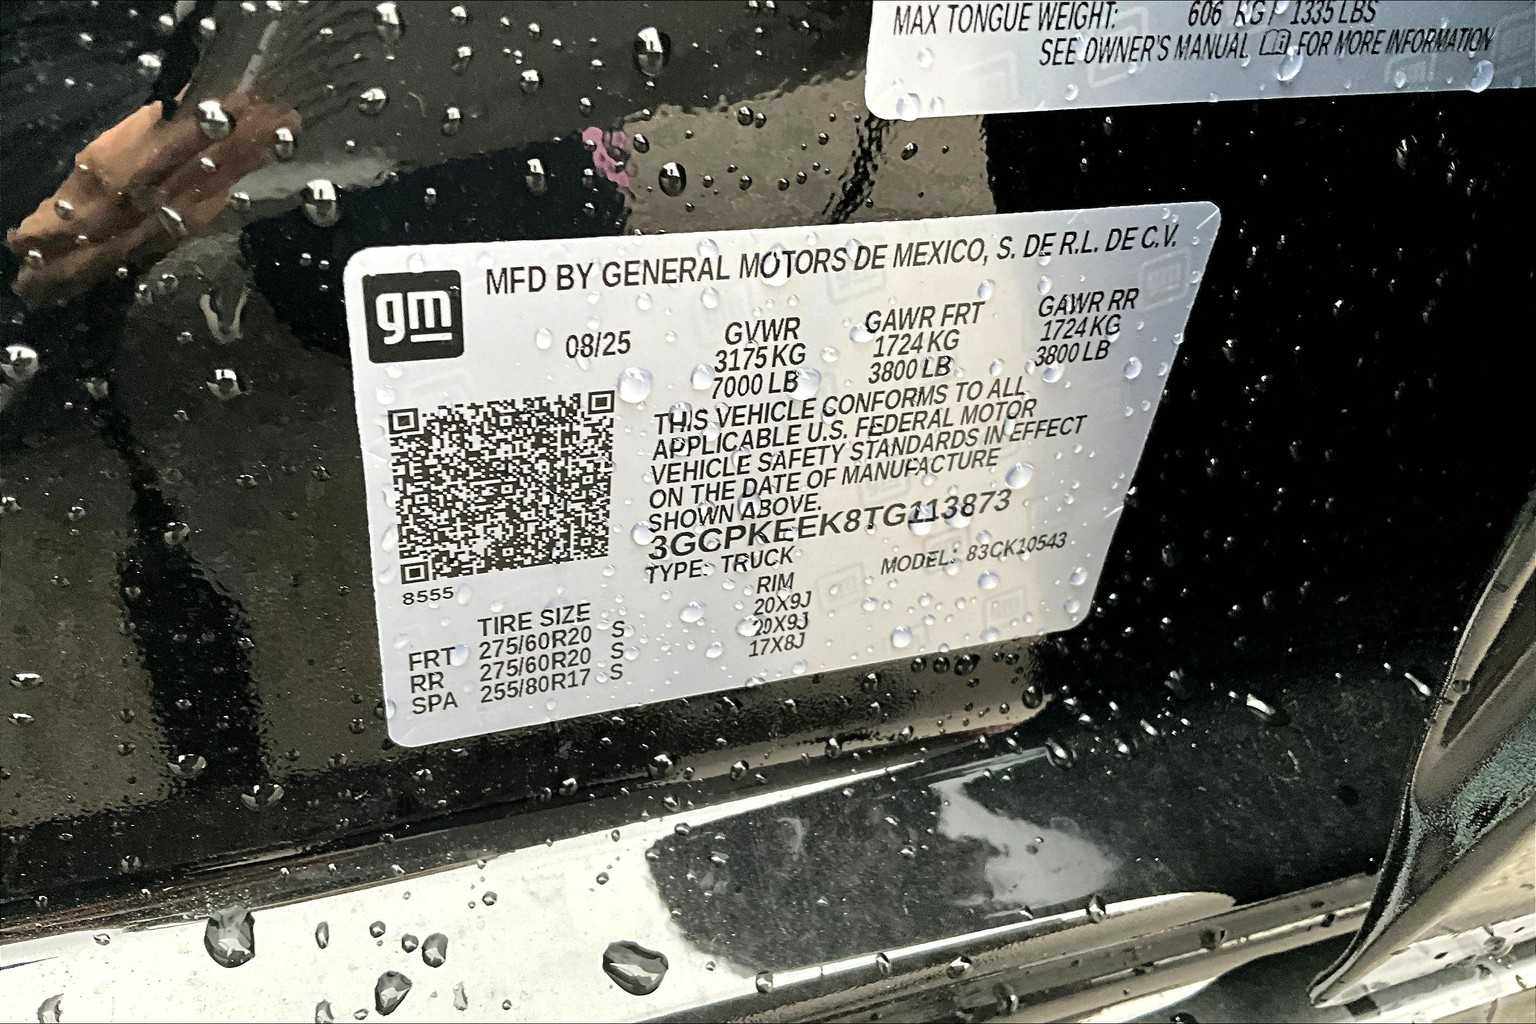 MAX TONGUE WEIGHT: 606 KG / 1335 LBS
SEE OWNER'S MANUAL FOR MORE INFORMATION
gm
MFD BY GENERAL MOTORS DE MEXICO, S. DE R.L. DE C.V.
08/25 GVWR GAWR FRT GAWR RR
3175 KG 1724 KG 1724 KG
7000 LB 3800 LB 3800 LB
THIS VEHICLE CONFORMS TO ALL
APPLICABLE U.S. FEDERAL MOTOR
VEHICLE SAFETY STANDARDS IN EFFECT
ON THE DATE OF MANUFACTURE
SHOWN ABOVE.
3GCPKEEK8TG113873
TYPE: TRUCK MODEL: 83CK10543
8555
TIRE SIZE RIM
FRT 275/60R20 S 20X9J
RR 275/60R20 S 20X9J
SPA 255/80R17 S 17X8J